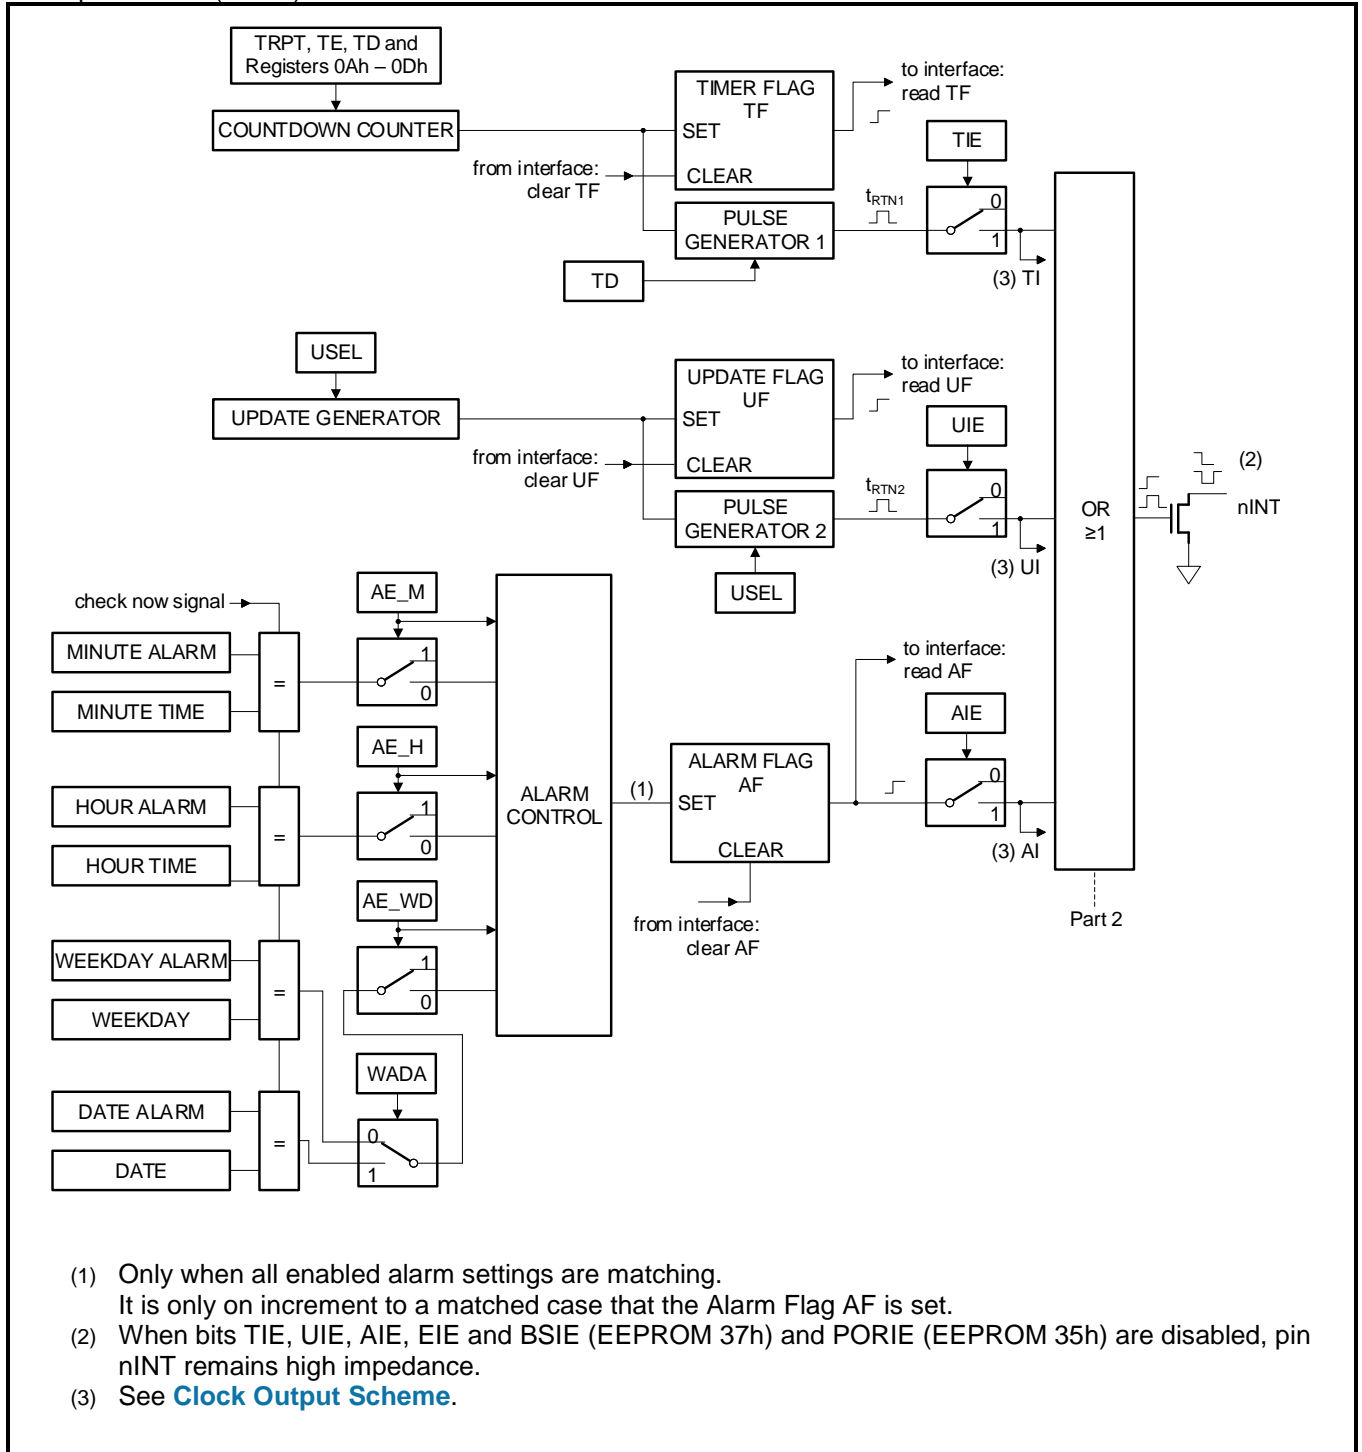 TRPT, TE, TD and
Registers 0Ah – 0Dh
COUNTDOWN COUNTER
TIMER FLAG
TF
SET
CLEAR
to interface:
read TF
from interface:
clear TF
TIE
0
1
PULSE
GENERATOR 1
tRTN1
TD
(3) TI
USEL
UPDATE GENERATOR
UPDATE FLAG
UF
SET
CLEAR
to interface:
read UF
from interface:
clear UF
UIE
0
1
PULSE
GENERATOR 2
tRTN2
USEL
(3) UI
OR
≥1
(2)
nINT
check now signal
MINUTE ALARM
MINUTE TIME
=
AE_M
1
0
HOUR ALARM
HOUR TIME
=
AE_H
1
0
WEEKDAY ALARM
WEEKDAY
=
AE_WD
1
0
DATE ALARM
DATE
=
WADA
0
1
ALARM
CONTROL
(1)
ALARM FLAG
AF
SET
CLEAR
to interface:
read AF
from interface:
clear AF
AIE
0
1
(3) AI
Part 2
(1) Only when all enabled alarm settings are matching.
It is only on increment to a matched case that the Alarm Flag AF is set.
(2) When bits TIE, UIE, AIE, EIE and BSIE (EEPROM 37h) and PORIE (EEPROM 35h) are disabled, pin
nINT remains high impedance.
(3) See Clock Output Scheme.